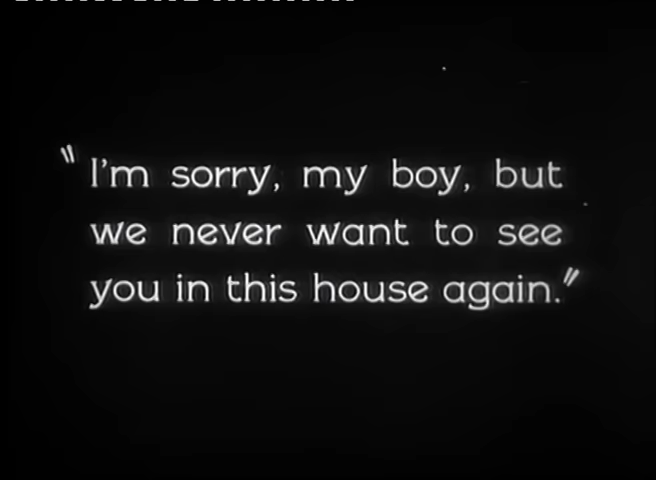 "I'm sorry, my boy, but
we never want to see
you in this house again."